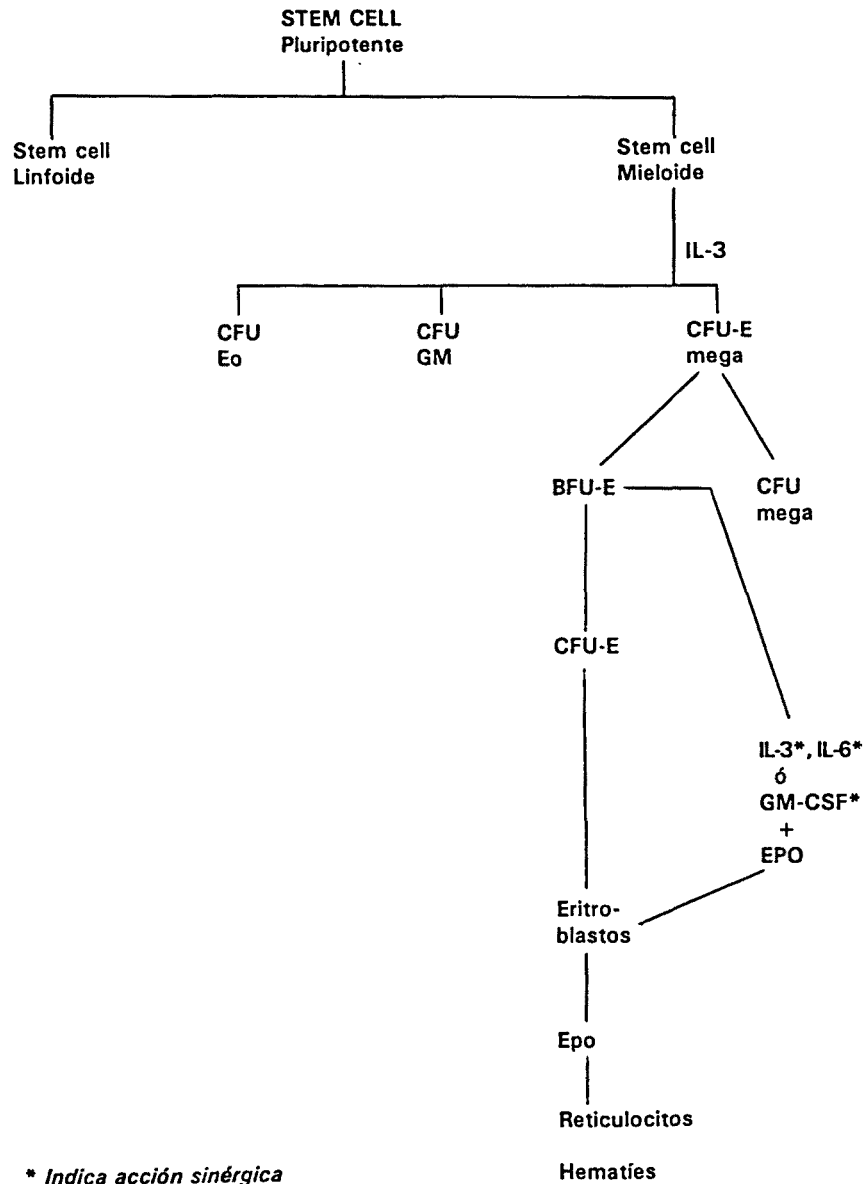 STEM CELL
Pluripotente
Stem cell
Linfoide
Stem cell
Mieloide
IL-3
CFU
Eo
CFU
GM
CFU-E
mega
BFU-E
CFU
mega
CFU-E
IL-3*, IL-6*
ó
GM-CSF*
+
EPO
Eritro-
blastos
Epo
Reticulocitos
* Indica acción sinérgica
Hematíes